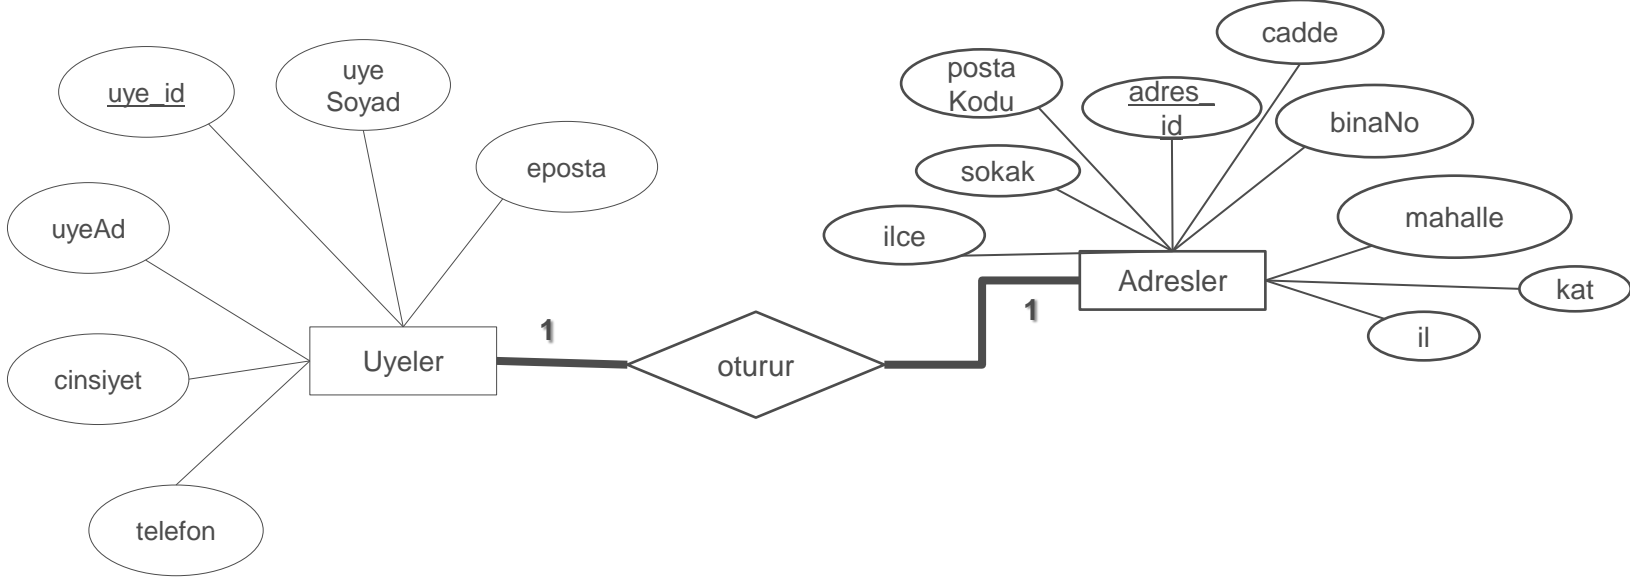 uye_id
uye
Soyad
eposta
uyeAd
cinsiyet
telefon
Uyeler
1
oturur
1
Adresler
ilce
sokak
posta
Kodu
adres_
id
cadde
binaNo
mahalle
kat
il